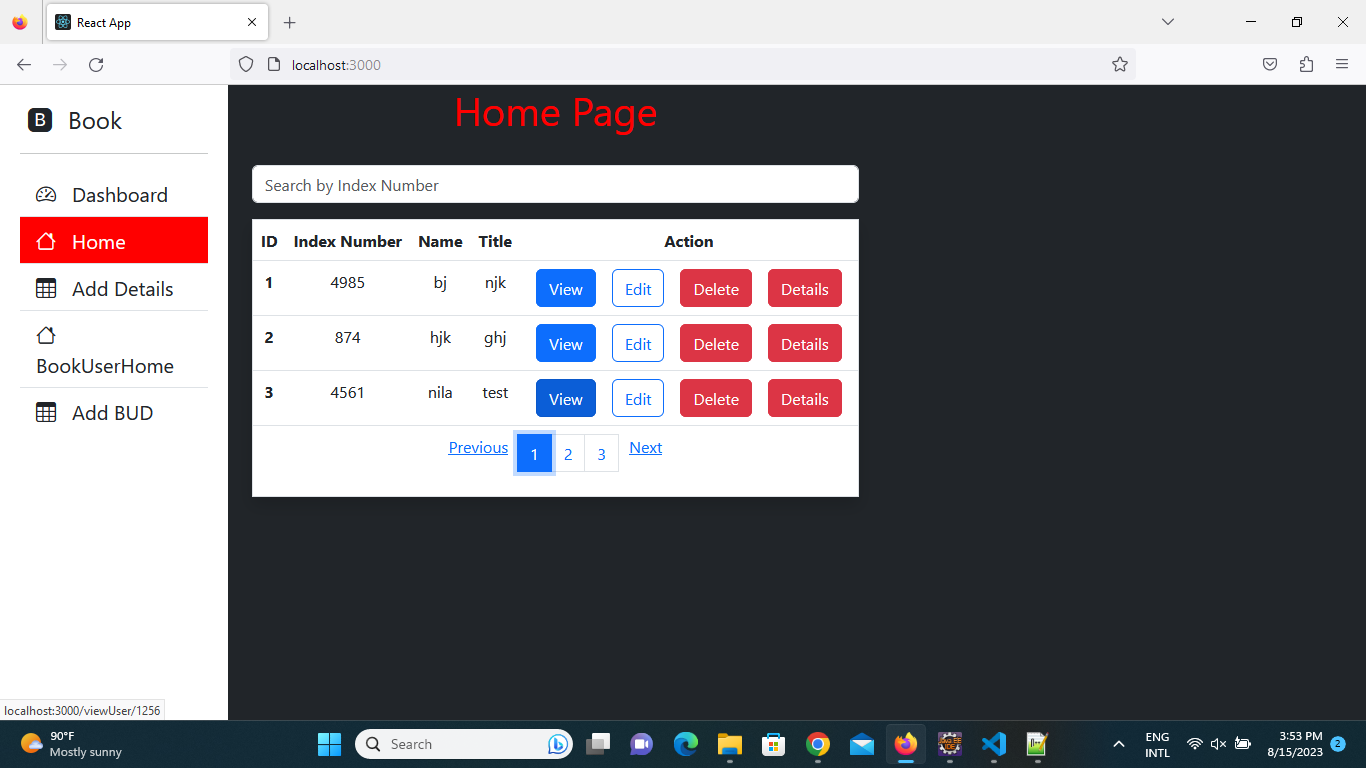 React App
localhost:3000
B Book
Home Page
Dashboard
Home
Add Details
BookUserHome
Add BUD
Search by Index Number
ID Index Number Name Title Action
1 4985 bj njk View Edit Delete Details
2 874 hjk ghj View Edit Delete Details
3 4561 nila test View Edit Delete Details
Previous 1 2 3 Next
localhost:3000/viewUser/1256
90°F
Mostly sunny
Search
Java EE
IDE
ENG
INTL
3:53 PM
8/15/2023
2